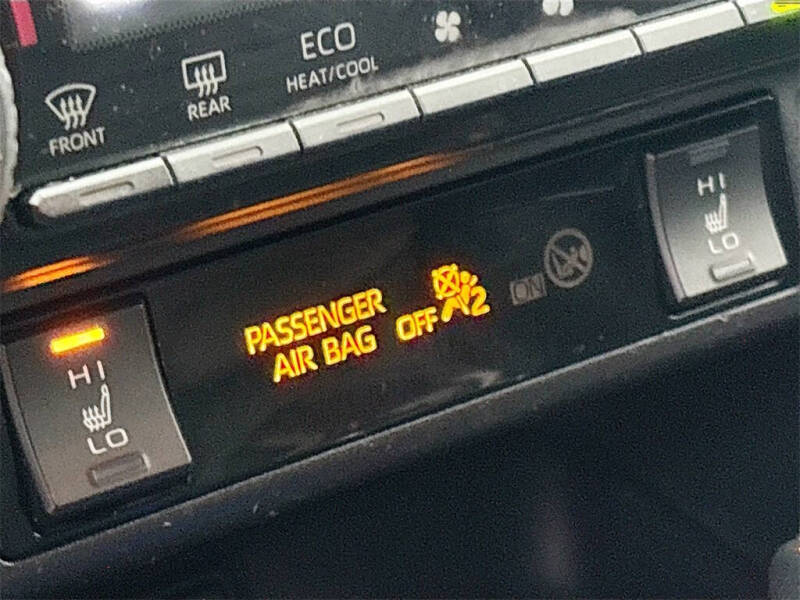 FRONT
REAR
ECO
HEAT/COOL
HI
LO
PASSENGER
AIR BAG
OFF
2
ON
HI
LO